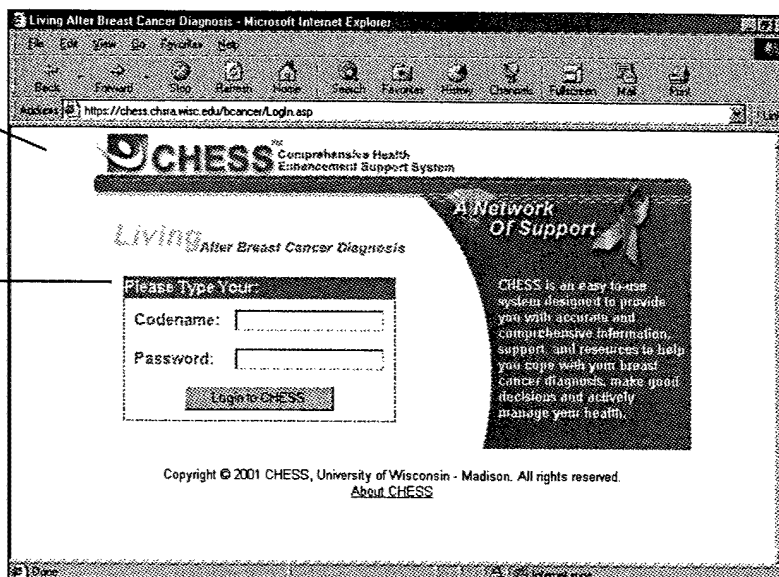 Living After Breast Cancer Diagnosis - Microsoft Internet Explorer
File Edit View Go Favorites Help
Back Forward Stop Refresh Home Search Favorites History Channels Fullscreen Mail Print
Address https://chess.chsra.wisc.edu/bcancer/Login.asp
CHESS™ Comprehensive Health
Enhancement Support System
A Network
Of Support
Living After Breast Cancer Diagnosis
Please Type Your:
Codename:
Password:
Login to CHESS
CHESS is an easy to use
system designed to provide
you with accurate and
comprehensive information,
support, and resources to help
you cope with your breast
cancer diagnosis, make good
decisions and actively
manage your health.
Copyright © 2001 CHESS, University of Wisconsin - Madison. All rights reserved.
About CHESS
Done